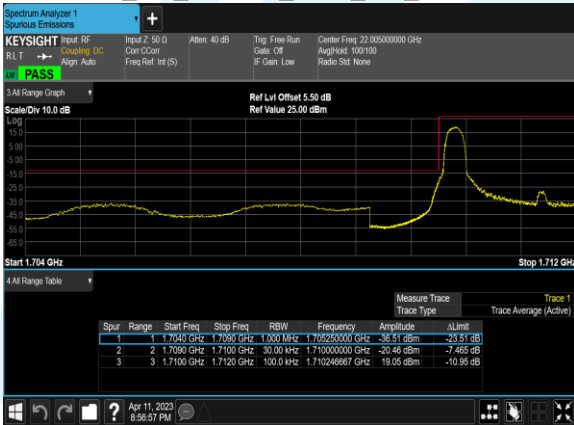 Spectrum Analyzer 1
Spurious Emissions
KEYSIGHT Input: RF Input Z: 50 Ω Atten: 40 dB Trig: Free Run Center Freq: 22.005000000 GHz
RLT Coupling: DC Corr CCorr Gate: Off Avg|Hold: 100/100
Align: Auto Freq Ref: Int (S) IF Gain: Low Radio Std: None
PASS
3 All Range Graph
Ref Lvl Offset 5.50 dB
Scale/Div 10.0 dB Ref Value 25.00 dBm
Log
15.0
5.00
-5.00
-15.0
-25.0
-35.0
-45.0
-55.0
-65.0
Start 1.704 GHz Stop 1.712 GHz
4 All Range Table
Measure Trace Trace 1
Trace Type Trace Average (Active)
Spur Range Start Freq Stop Freq RBW Frequency Amplitude ΔLimit
1 1 1.7040 GHz 1.7090 GHz 1.000 MHz 1.705250000 GHz -36.51 dBm -23.51 dB
2 2 1.7090 GHz 1.7100 GHz 30.00 kHz 1.710000000 GHz -20.46 dBm -7.465 dB
3 3 1.7100 GHz 1.7120 GHz 100.0 kHz 1.710246667 GHz 19.05 dBm -10.95 dB
Apr 11, 2023
8:56:57 PM